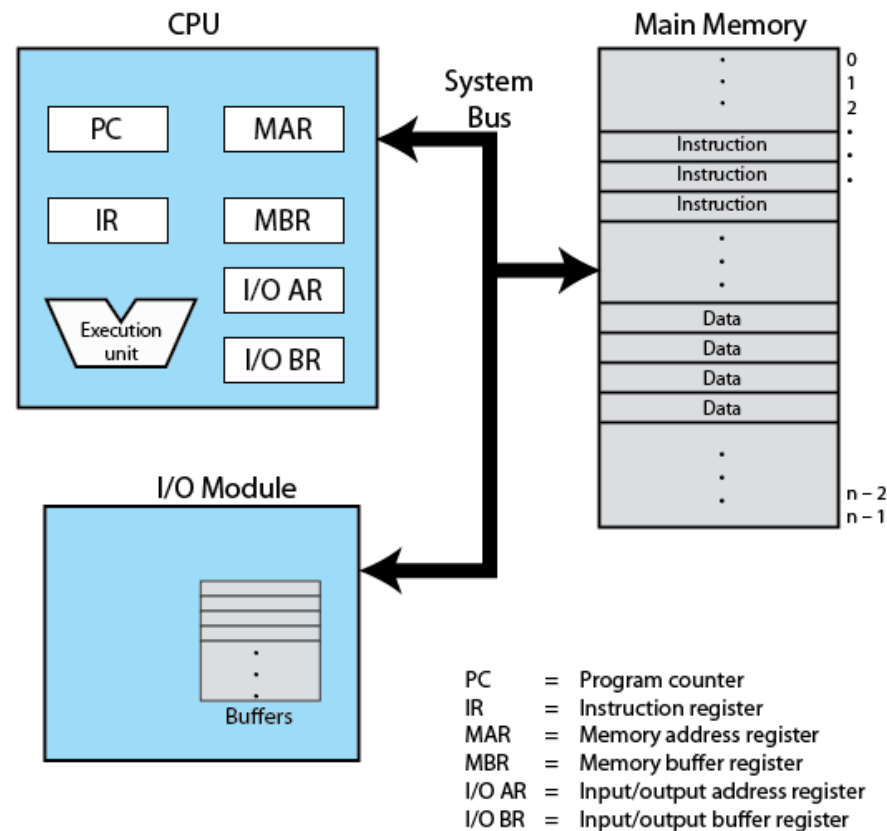 CPU
PC
MAR
IR
MBR
I/O AR
I/O BR
Execution
unit
System
Bus
Main Memory
0
1
2
Instruction
Instruction
Instruction
Data
Data
Data
Data
n – 2
n – 1
I/O Module
Buffers
PC = Program counter
IR = Instruction register
MAR = Memory address register
MBR = Memory buffer register
I/O AR = Input/output address register
I/O BR = Input/output buffer register